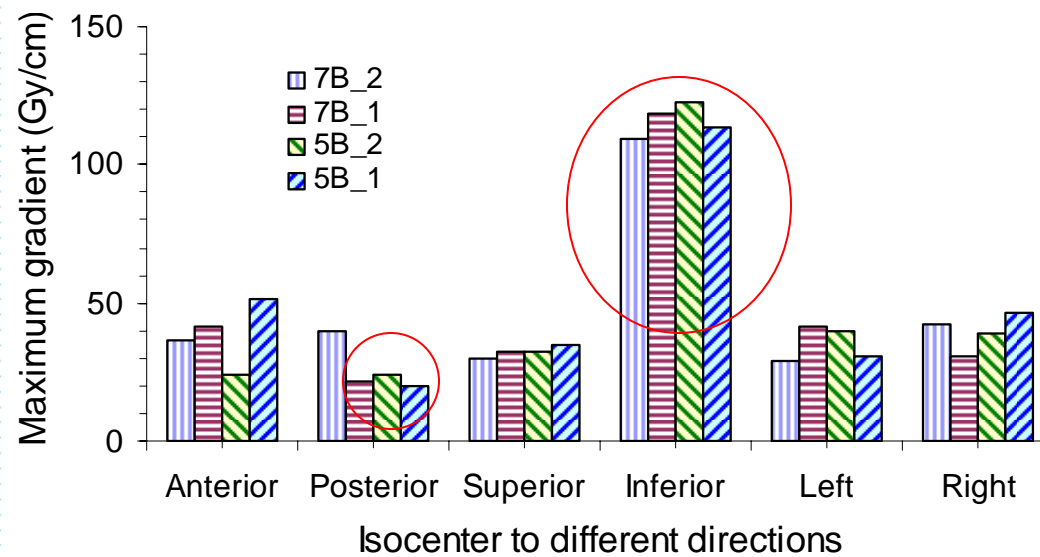 Maximum gradient (Gy/cm)
150
100
50
0
7B_2
7B_1
5B_2
5B_1
Anterior Posterior Superior Inferior Left Right
Isocenter to different directions